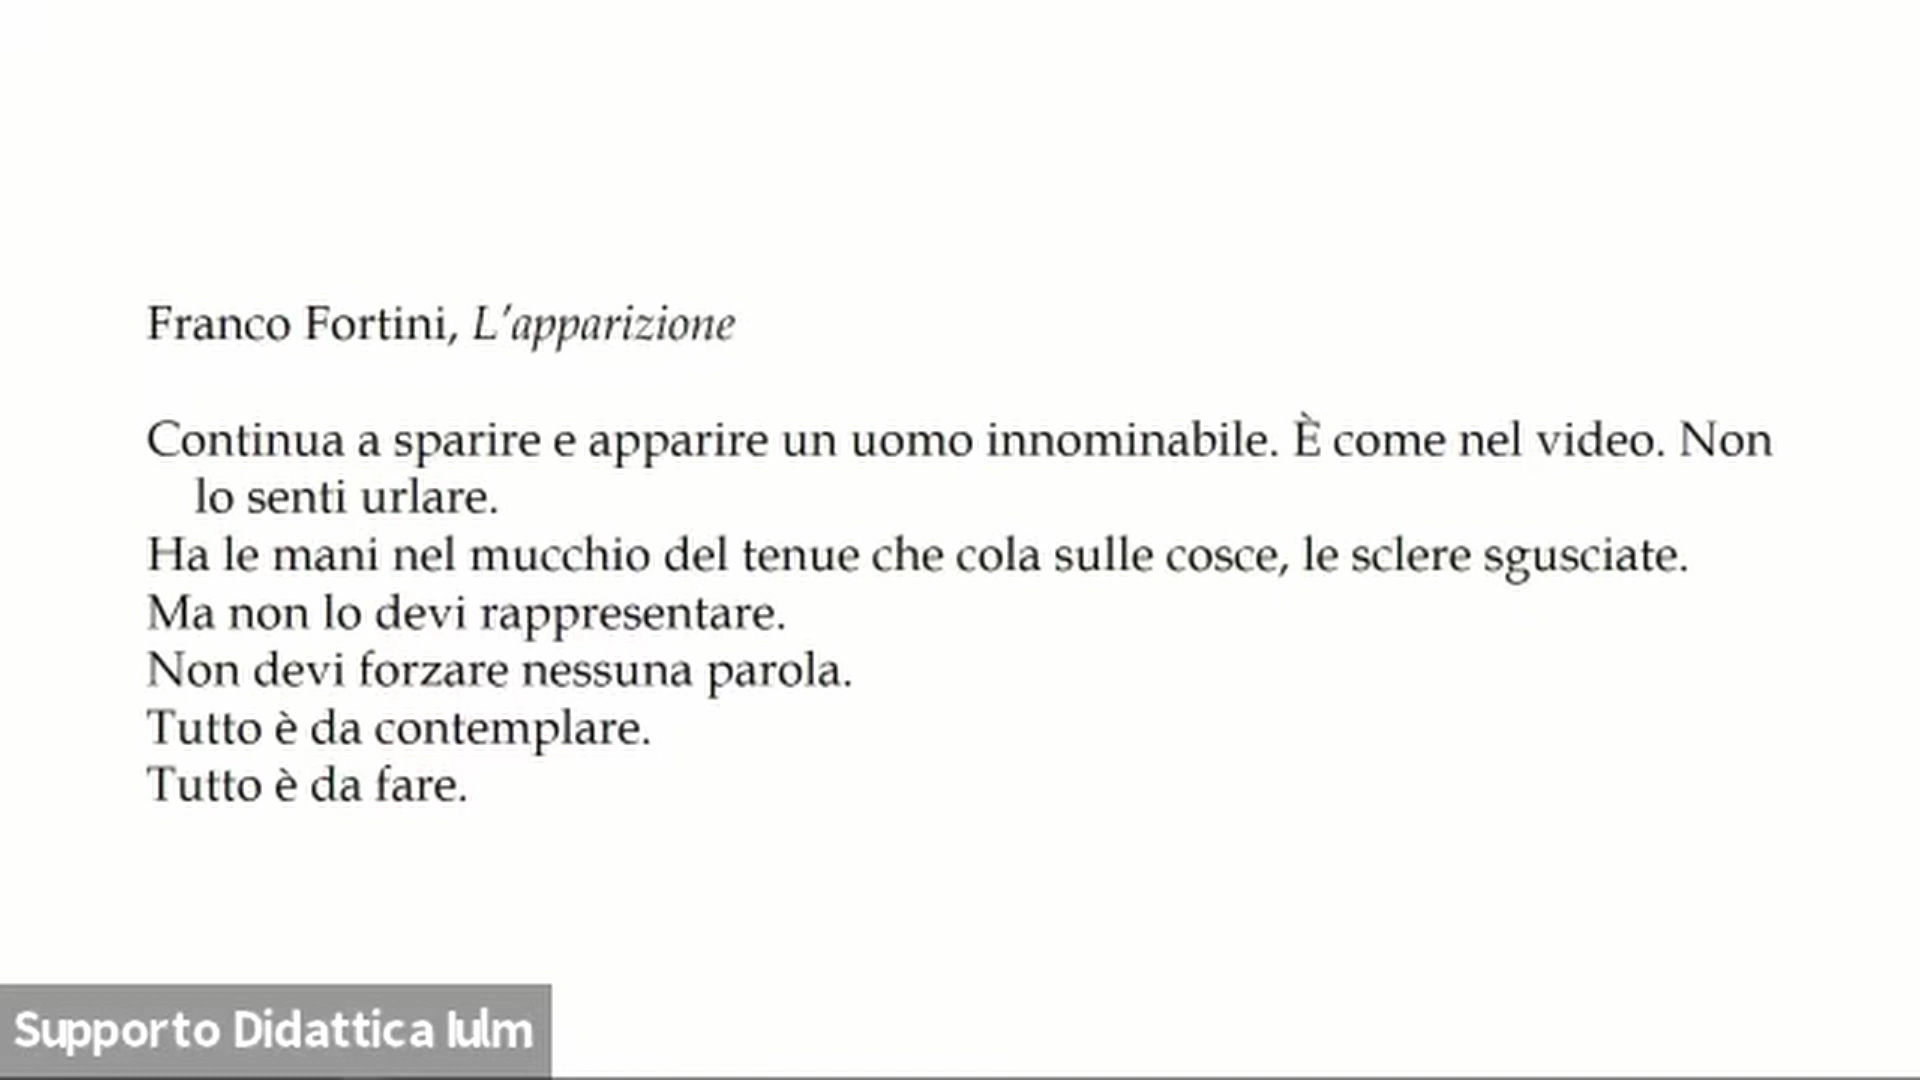 Franco Fortini, L'apparizione
Continua a sparire e apparire un uomo innominabile. È come nel video. Non
lo senti urlare.
Ha le mani nel mucchio del tenue che cola sulle cosce, le sclere sgusciate.
Ma non lo devi rappresentare.
Non devi forzare nessuna parola.
Tutto è da contemplare.
Tutto è da fare.
Supporto Didattica Iulm